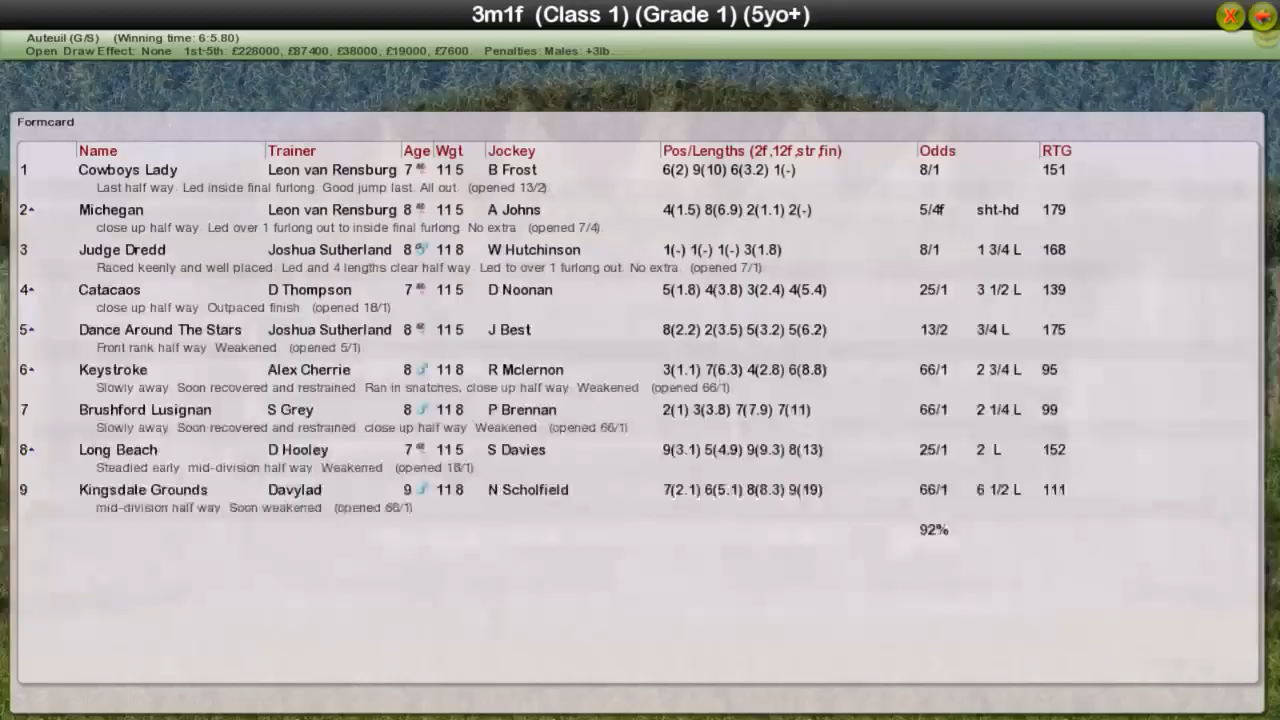 3m1f (Class 1) (Grade 1) (5yo+)
Auteuil (G/S) (Winning time: 6:5.80)
Open Draw Effect: None 1st-5th: £228000, £87400, £38000, £19000, £7600. Penalties: Males: +3lb
Formcard
Name Trainer Age Wgt Jockey Pos/Lengths (2f,12f,str,fin) Odds RTG
1 Cowboys Lady Leon van Rensburg 7 11 5 B Frost 6(2) 9(10) 6(3.2) 1(-) 8/1 151
Last half way. Led inside final furlong. Good jump last. All out. (opened 13/2)
2 Michegan Leon van Rensburg 8 11 5 A Johns 4(1.5) 8(6.9) 2(1.1) 2(-) 5/4f sht-hd 179
close up half way Led over 1 furlong out to inside final furlong No extra (opened 7/4)
3 Judge Dredd Joshua Sutherland 8 11 8 W Hutchinson 1(-) 1(-) 1(-) 3(1.8) 8/1 1 3/4 L 168
Raced keenly and well placed. Led and 4 lengths clear half way Led to over 1 furlong out. No extra. (opened 7/1)
4 Catacaos D Thompson 7 11 5 D Noonan 5(1.8) 4(3.8) 3(2.4) 4(5.4) 25/1 3 1/2 L 139
close up half way Outpaced finish (opened 16/1)
5 Dance Around The Stars Joshua Sutherland 8 11 5 J Best 8(2.2) 2(3.5) 5(3.2) 5(6.2) 13/2 3/4 L 175
Front rank half way Weakened (opened 5/1)
6 Keystroke Alex Cherrie 8 11 8 R Mclernon 3(1.1) 7(6.3) 4(2.8) 6(8.8) 66/1 2 3/4 L 95
Slowly away Soon recovered and restrained Ran in snatches. close up half way Weakened (opened 66/1)
7 Brushford Lusignan S Grey 8 11 8 P Brennan 2(1) 3(3.8) 7(7.9) 7(11) 66/1 2 1/4 L 99
Slowly away Soon recovered and restrained close up half way Weakened (opened 66/1)
8 Long Beach D Hooley 7 11 5 S Davies 9(3.1) 5(4.9) 9(9.3) 8(13) 25/1 2 L 152
Steadied early mid-division half way Weakened (opened 16/1)
9 Kingsdale Grounds Davylad 9 11 8 N Scholfield 7(2.1) 6(5.1) 8(8.3) 9(19) 66/1 6 1/2 L 111
mid-division half way Soon weakened (opened 66/1)
92%